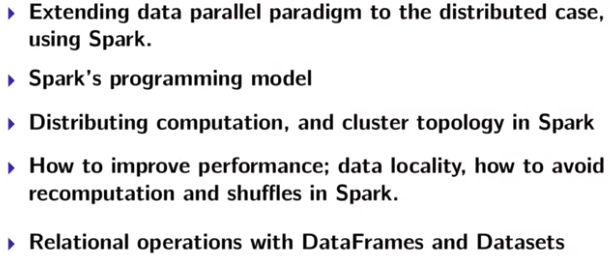 Extending data parallel paradigm to the distributed case,
using Spark.
Spark's programming model
Distributing computation, and cluster topology in Spark
How to improve performance; data locality, how to avoid
recomputation and shuffles in Spark.
Relational operations with DataFrames and Datasets